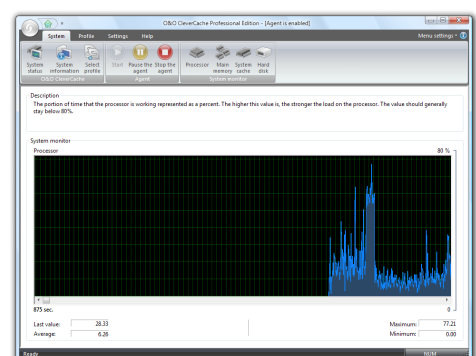 O&O CleverCache Professional Edition - [Agent is enabled]
System Profile Settings Help Menu settings
System status System information Select profile Start Pause the agent Stop the agent Processor Main memory System cache Hard disk
O&O CleverCache Agent System monitor
Description
The portion of time that the processor is working represented as a percent. The higher this value is, the stronger the load on the processor. The value should generally
stay below 80%.
System monitor
Processor 80 %
875 sec. 0
Last value: 28.33 Maximum: 77.21
Average: 6.26 Minimum: 0.00
Ready NUM